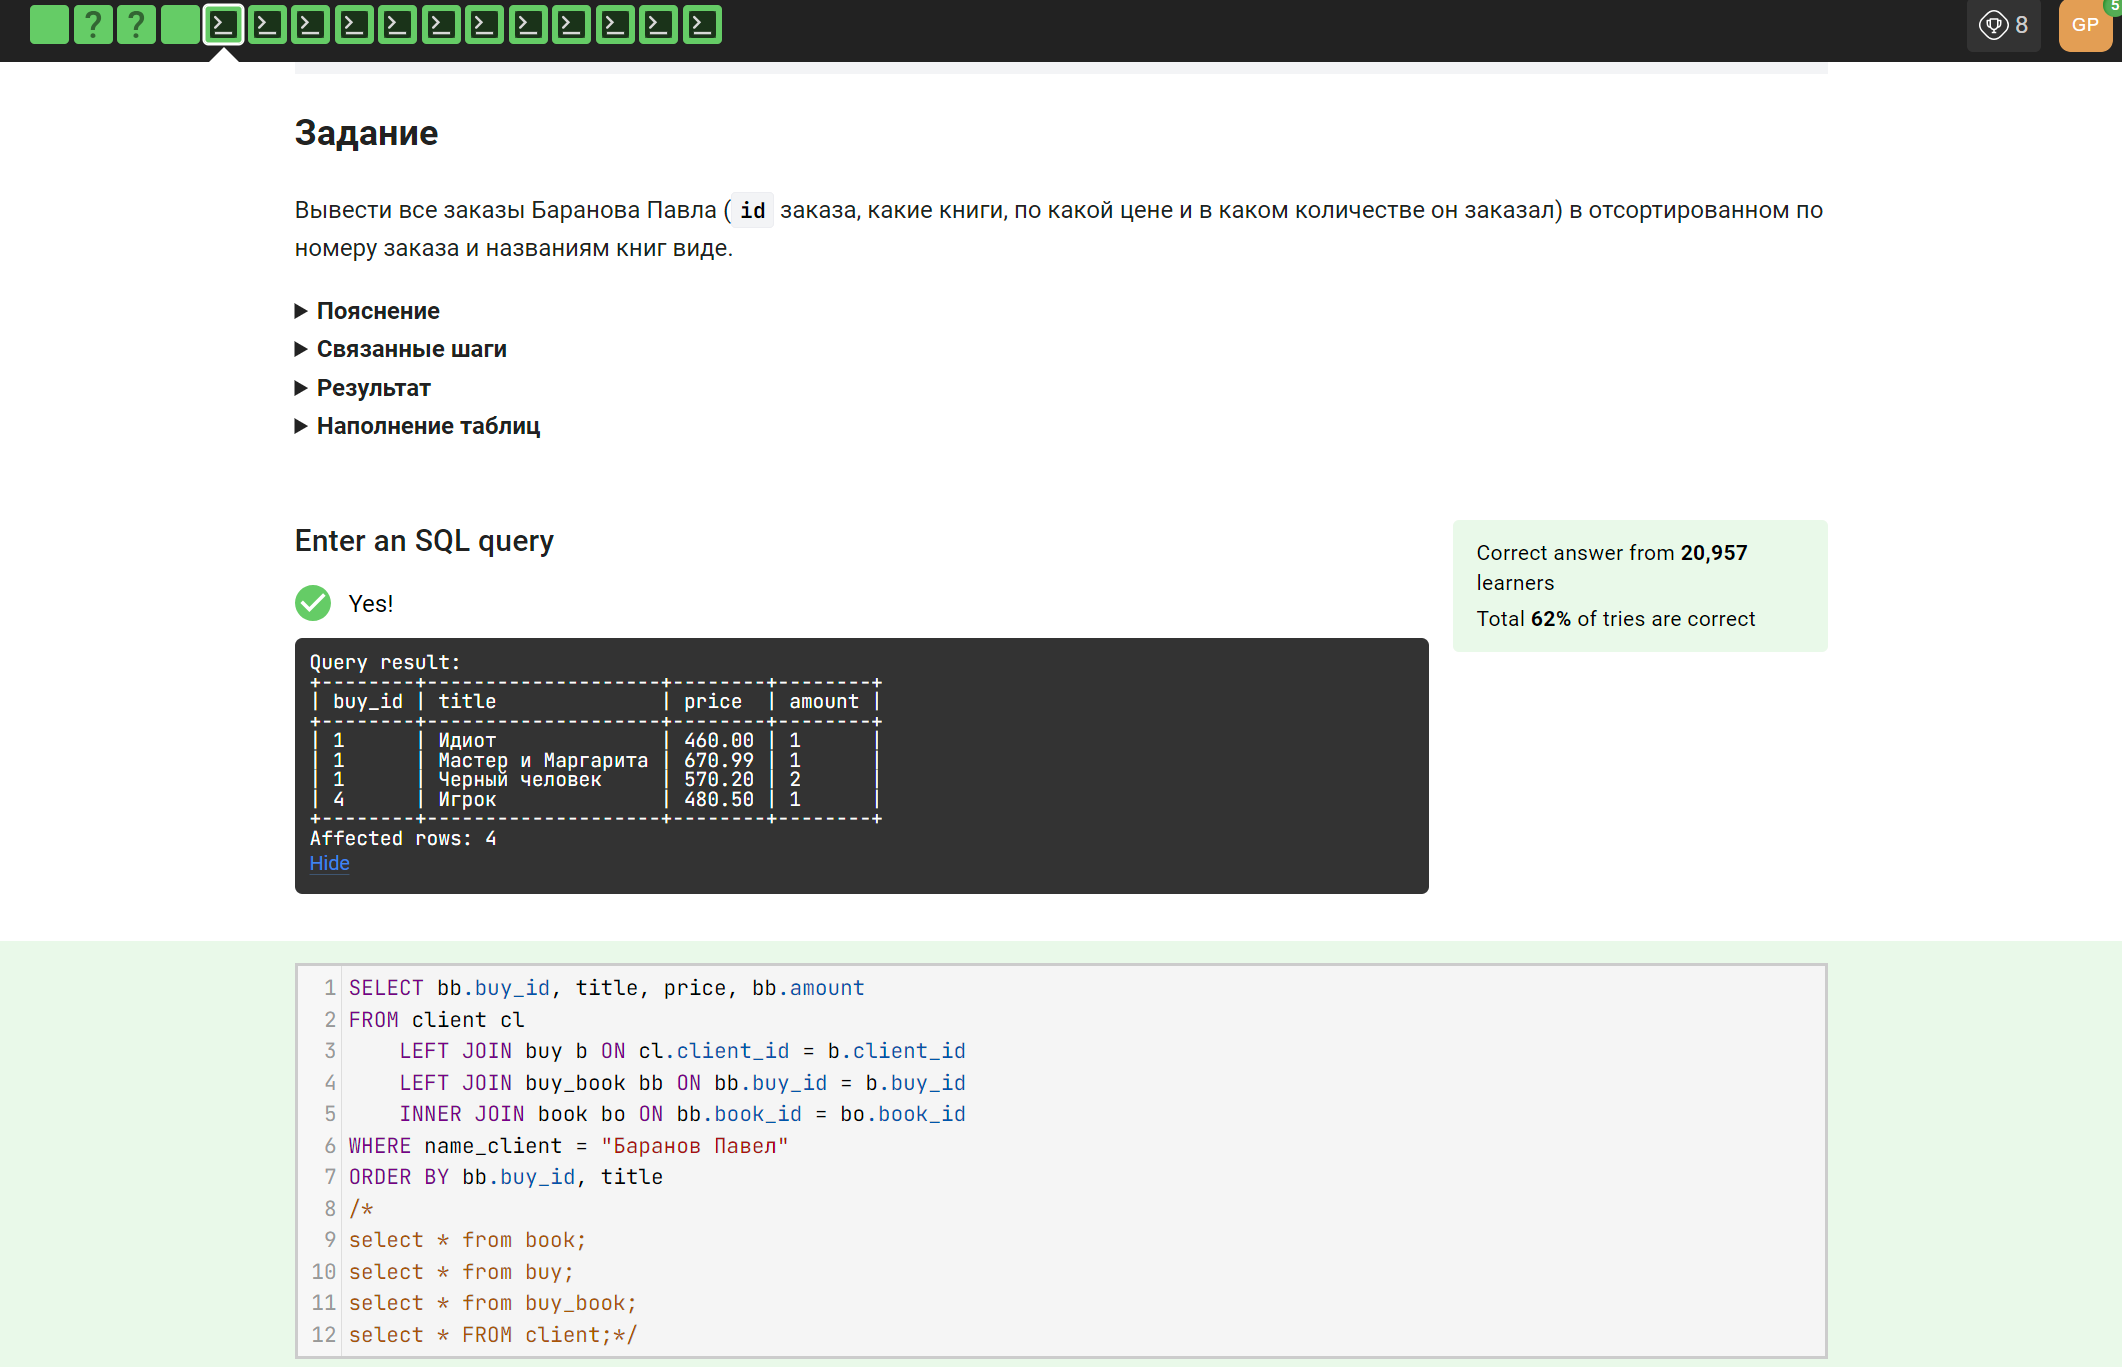 ? ?
8
GP
5
Задание
Вывести все заказы Баранова Павла ( id заказа, какие книги, по какой цене и в каком количестве он заказал) в отсортированном по
номеру заказа и названиям книг виде.
Пояснение
Связанные шаги
Результат
Наполнение таблиц
Enter an SQL query
Correct answer from 20,957
learners
Total 62% of tries are correct
Yes!
Query result:
+--------+-------------------+--------+--------+
| buy_id | title             | price  | amount |
+--------+-------------------+--------+--------+
| 1      | Идиот             | 460.00 | 1      |
| 1      | Мастер и Маргарита | 670.99 | 1      |
| 1      | Черный человек    | 570.20 | 2      |
| 4      | Игрок             | 480.50 | 1      |
+--------+-------------------+--------+--------+
Affected rows: 4
Hide
1 SELECT bb.buy_id, title, price, bb.amount
2 FROM client cl
3     LEFT JOIN buy b ON cl.client_id = b.client_id
4     LEFT JOIN buy_book bb ON bb.buy_id = b.buy_id
5     INNER JOIN book bo ON bb.book_id = bo.book_id
6 WHERE name_client = "Баранов Павел"
7 ORDER BY bb.buy_id, title
8 /*
9 select * from book;
10 select * from buy;
11 select * from buy_book;
12 select * FROM client;*/